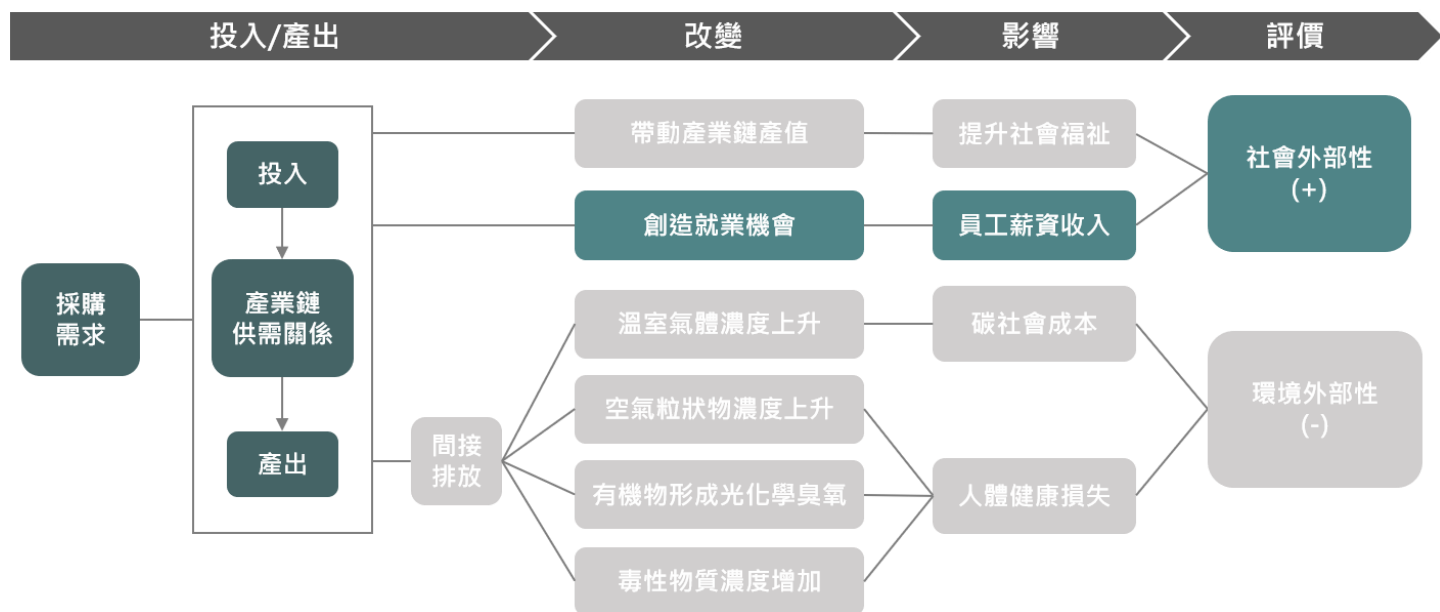 投入/產出
改變
影響
評價
採購
需求
投入
產業鏈
供需關係
產出
間接
排放
帶動產業鏈產值
提升社會福祉
創造就業機會
員工薪資收入
社會外部性
(+)
溫室氣體濃度上升
碳社會成本
空氣粒狀物濃度上升
有機物形成光化學臭氧
人體健康損失
毒性物質濃度增加
環境外部性
(-)